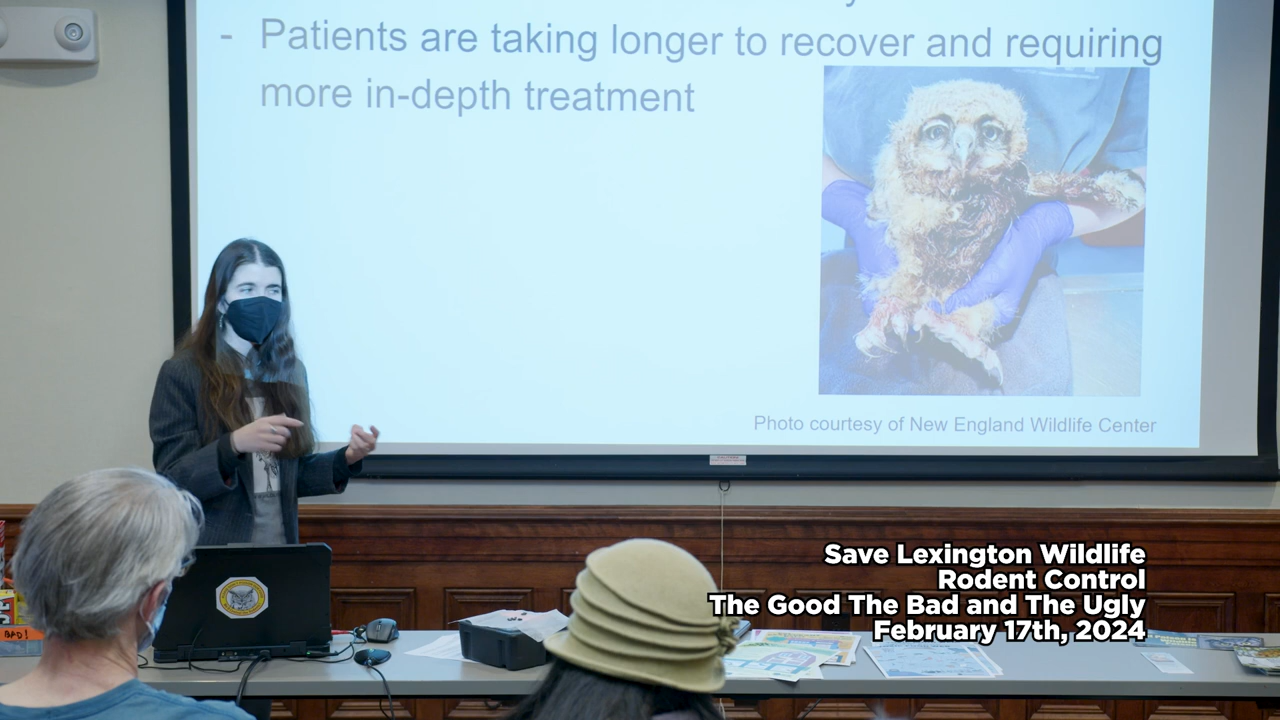 - Patients are taking longer to recover and requiring
more in-depth treatment
Photo courtesy of New England Wildlife Center
BAD!
Save Lexington Wildlife
Rodent Control
The Good The Bad and The Ugly
February 17th, 2024